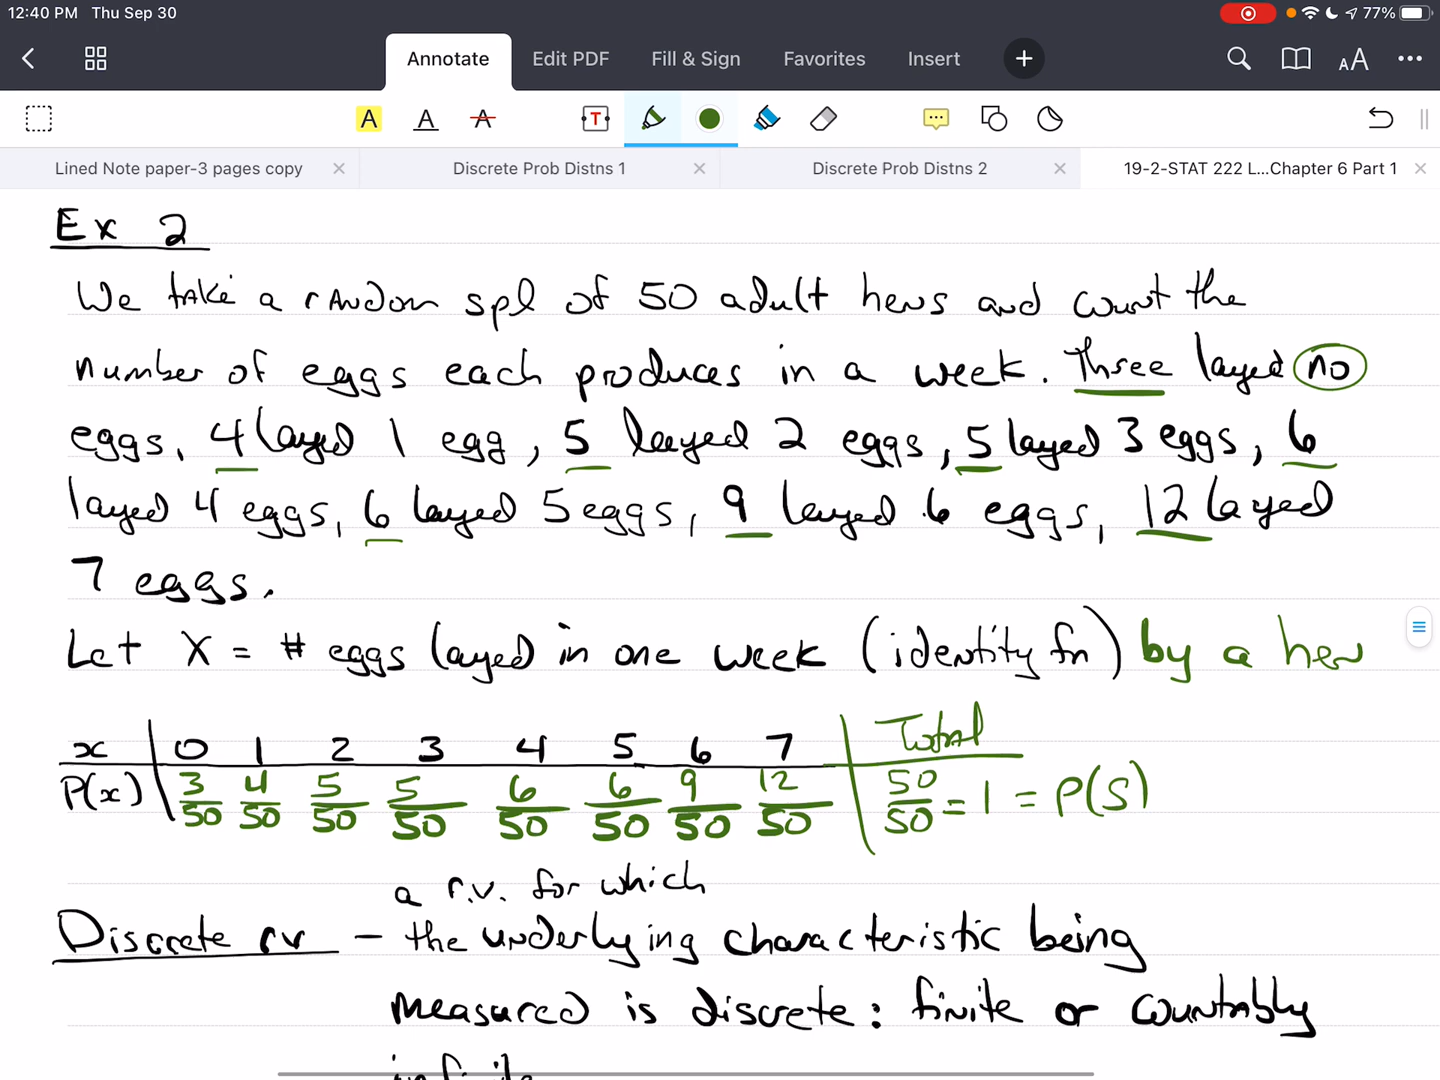 12:40 PM Thu Sep 30
77%
Annotate Edit PDF Fill & Sign Favorites Insert +
Lined Note paper-3 pages copy × Discrete Prob Distns 1 × Discrete Prob Distns 2 × 19-2-STAT 222 L...Chapter 6 Part 1 ×
Ex 2
We take a random spl of 50 adult hens and count the
number of eggs each produces in a week. Three layed no
eggs, 4 layed 1 egg, 5 layed 2 eggs, 5 layed 3 eggs, 6
layed 4 eggs, 6 layed 5 eggs, 9 layed 6 eggs, 12 layed
7 eggs.
Let X = # eggs layed in one week (identity fn) by a hen
x 0 1 2 3 4 5 6 7 Total
P(x) 3/50 4/50 5/50 5/50 6/50 6/50 9/50 12/50 50/50 = 1 = P(S)
a r.v. for which
Discrete rv – the underlying characteristic being
measured is discrete: finite or countably